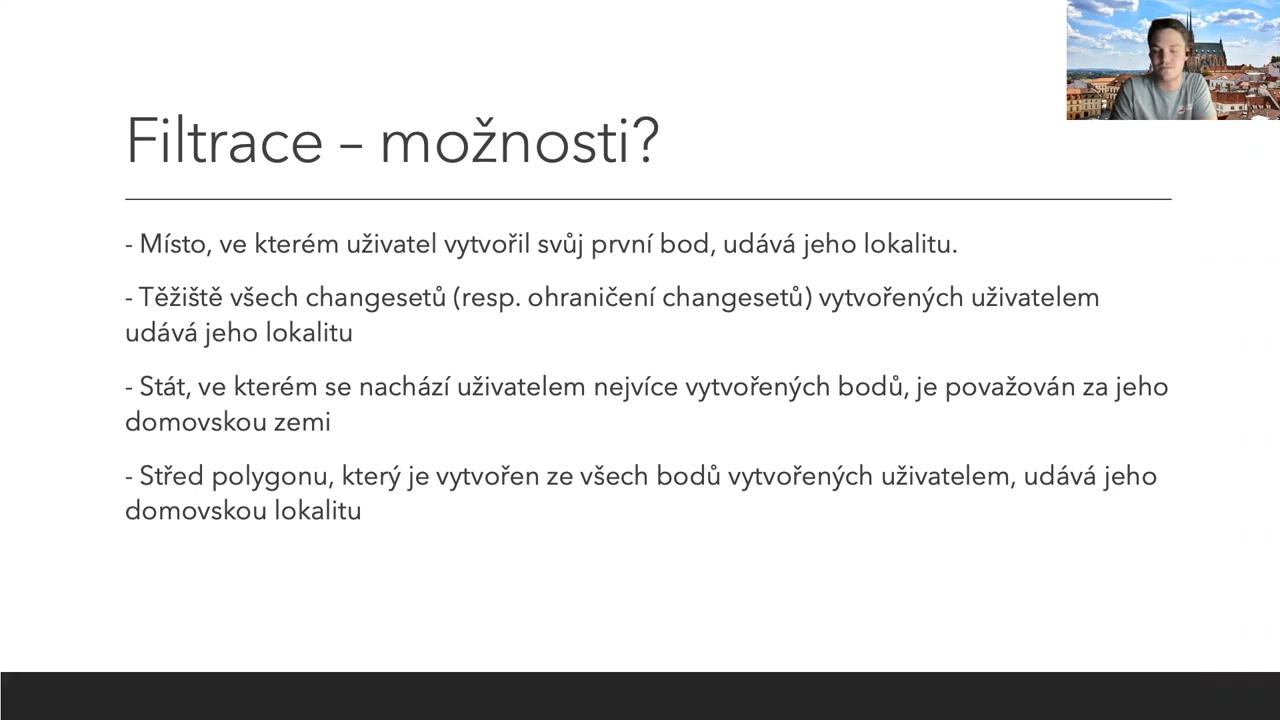 Filtrace – možnosti?
- Místo, ve kterém uživatel vytvořil svůj první bod, udává jeho lokalitu.
- Těžiště všech changesetů (resp. ohraničení changesetů) vytvořených uživatelem
udává jeho lokalitu
- Stát, ve kterém se nachází uživatelem nejvíce vytvořených bodů, je považován za jeho
domovskou zemi
- Střed polygonu, který je vytvořen ze všech bodů vytvořených uživatelem, udává jeho
domovskou lokalitu